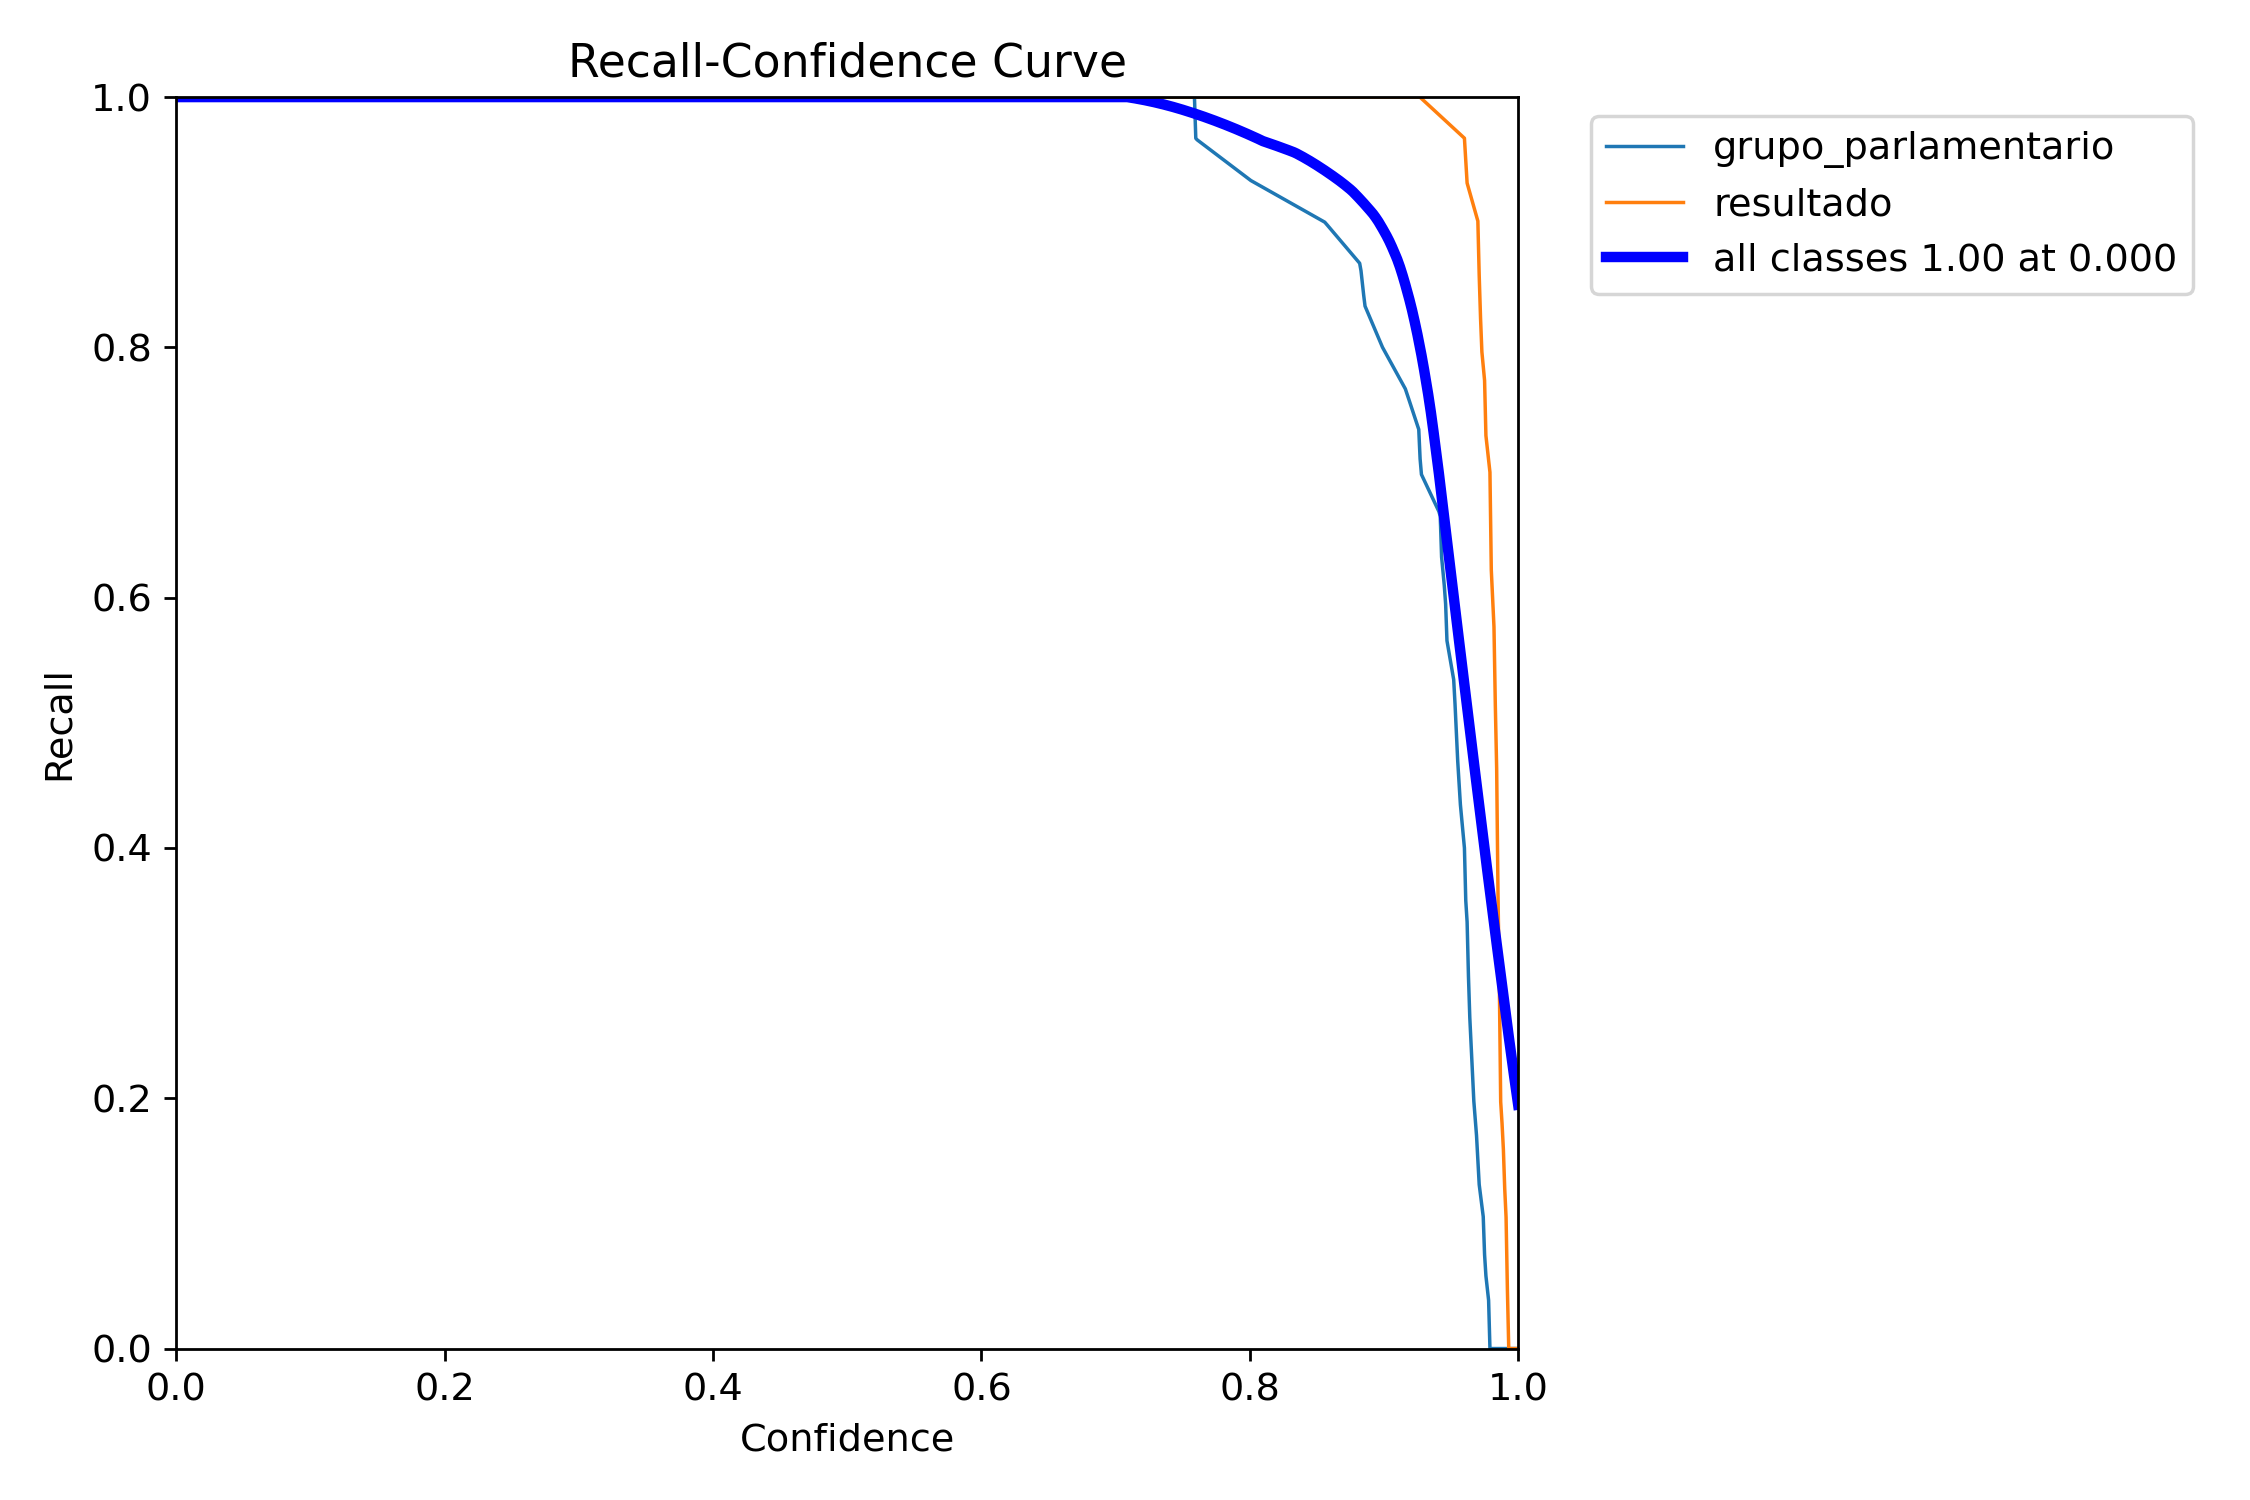 Recall-Confidence Curve
1.0
0.8
0.6
0.4
0.2
0.0
Recall
0.0 0.2 0.4 0.6 0.8 1.0
Confidence
grupo_parlamentario
resultado
all classes 1.00 at 0.000